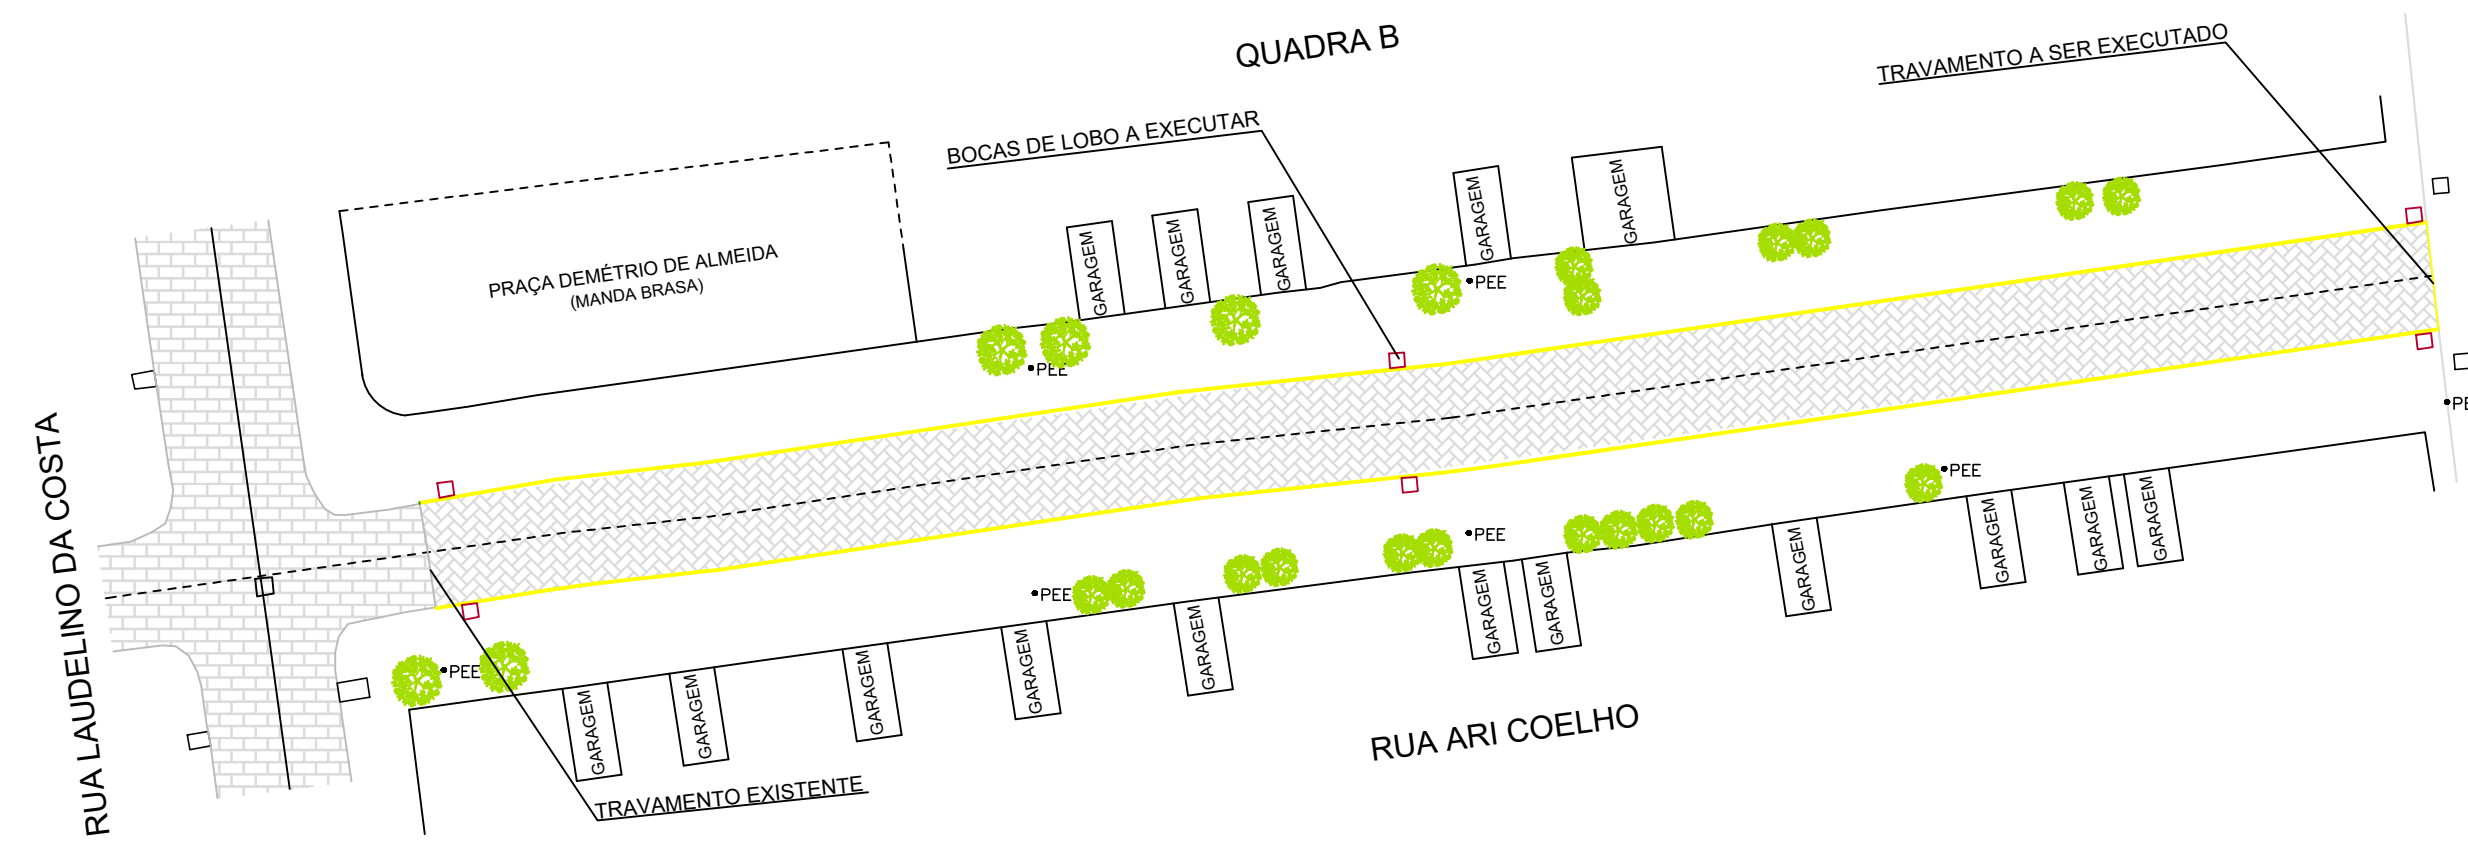 QUADRA B
TRAVAMENTO A SER EXECUTADO
BOCAS DE LOBO A EXECUTAR
PRAÇA DEMÉTRIO DE ALMEIDA
(MANDA BRASA)
GARAGEM
GARAGEM
GARAGEM
GARAGEM
GARAGEM
PEE
PEE
PE
RUA LAUDELINO DA COSTA
PEE
PEE
PEE
PEE
GARAGEM
GARAGEM
GARAGEM
GARAGEM
GARAGEM
GARAGEM
GARAGEM
GARAGEM
GARAGEM
GARAGEM
GARAGEM
RUA ARI COELHO
TRAVAMENTO EXISTENTE